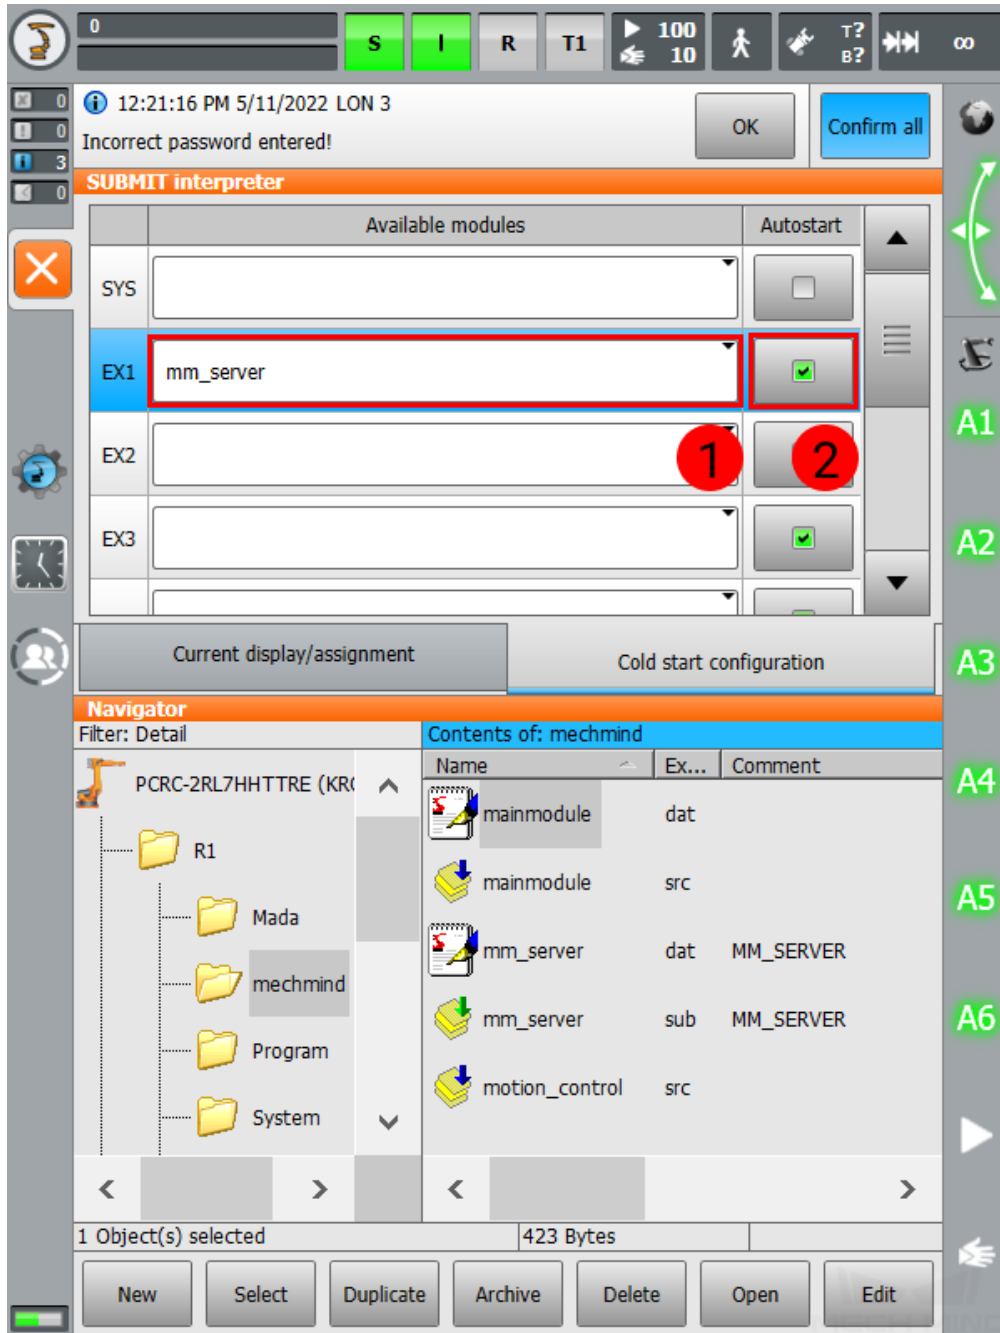 0
S I R T1 100
10
T?
B?
∞
0
0
3
0
12:21:16 PM 5/11/2022 LON 3
Incorrect password entered!
OK
Confirm all
SUBMIT interpreter
Available modules Autostart
SYS
EX1 mm_server
EX2
1 2
EX3
Current display/assignment Cold start configuration
Navigator
Filter: Detail Contents of: mechmind
Name Ex... Comment
PCRC-2RL7HHTTRE (KR
R1
Mada
mechmind
Program
System
mainmodule dat
mainmodule src
mm_server dat MM_SERVER
mm_server sub MM_SERVER
motion_control src
1 Object(s) selected 423 Bytes
New Select Duplicate Archive Delete Open Edit
A1
A2
A3
A4
A5
A6